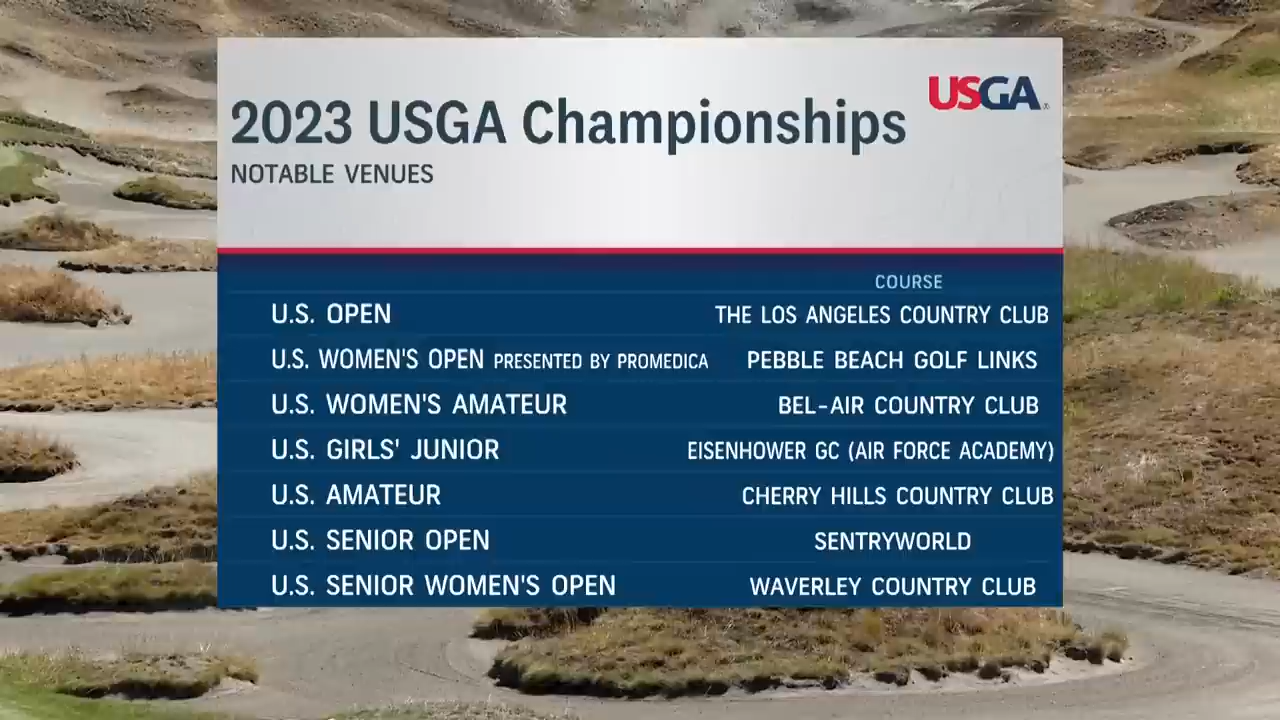 2023 USGA Championships
USGA
NOTABLE VENUES
COURSE
U.S. OPEN THE LOS ANGELES COUNTRY CLUB
U.S. WOMEN'S OPEN PRESENTED BY PROMEDICA PEBBLE BEACH GOLF LINKS
U.S. WOMEN'S AMATEUR BEL-AIR COUNTRY CLUB
U.S. GIRLS' JUNIOR EISENHOWER GC (AIR FORCE ACADEMY)
U.S. AMATEUR CHERRY HILLS COUNTRY CLUB
U.S. SENIOR OPEN SENTRYWORLD
U.S. SENIOR WOMEN'S OPEN WAVERLEY COUNTRY CLUB